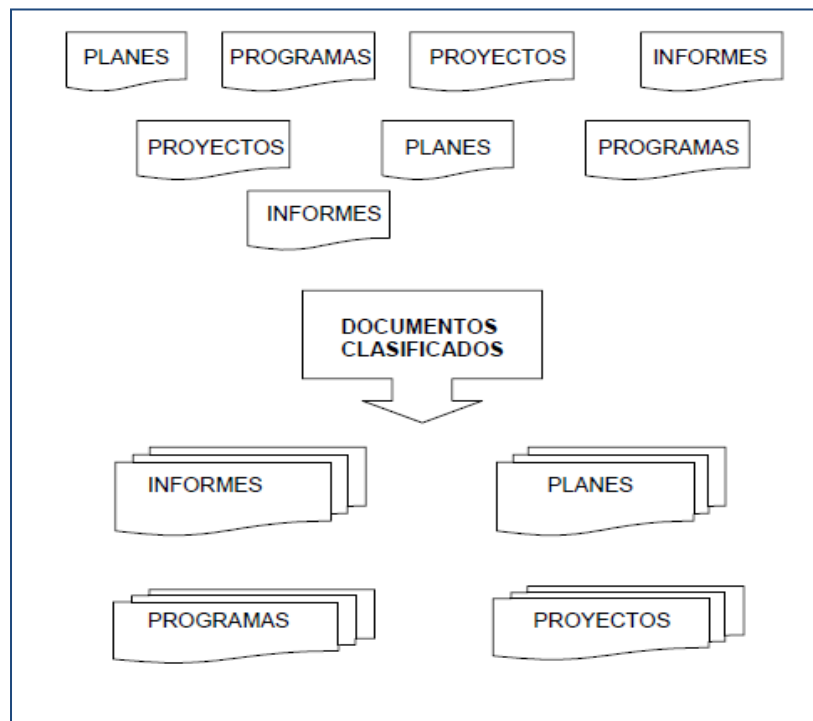 PLANES
PROGRAMAS
PROYECTOS
INFORMES
PROYECTOS
PLANES
PROGRAMAS
INFORMES
DOCUMENTOS
CLASIFICADOS
INFORMES
PLANES
PROGRAMAS
PROYECTOS